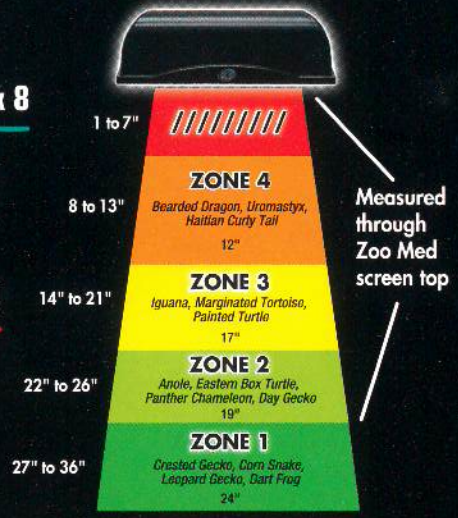 x 8
1 to 7"
ZONE 4
8 to 13"
Bearded Dragon, Uromastyx,
Haitian Curly Tail
12"
Measured
through
Zoo Med
screen top
ZONE 3
14" to 21"
Iguana, Marginated Tortoise,
Painted Turtle
17"
ZONE 2
22" to 26"
Anole, Eastern Box Turtle,
Panther Chameleon, Day Gecko
19"
ZONE 1
27" to 36"
Crested Gecko, Corn Snake,
Leopard Gecko, Dart Frog
24"